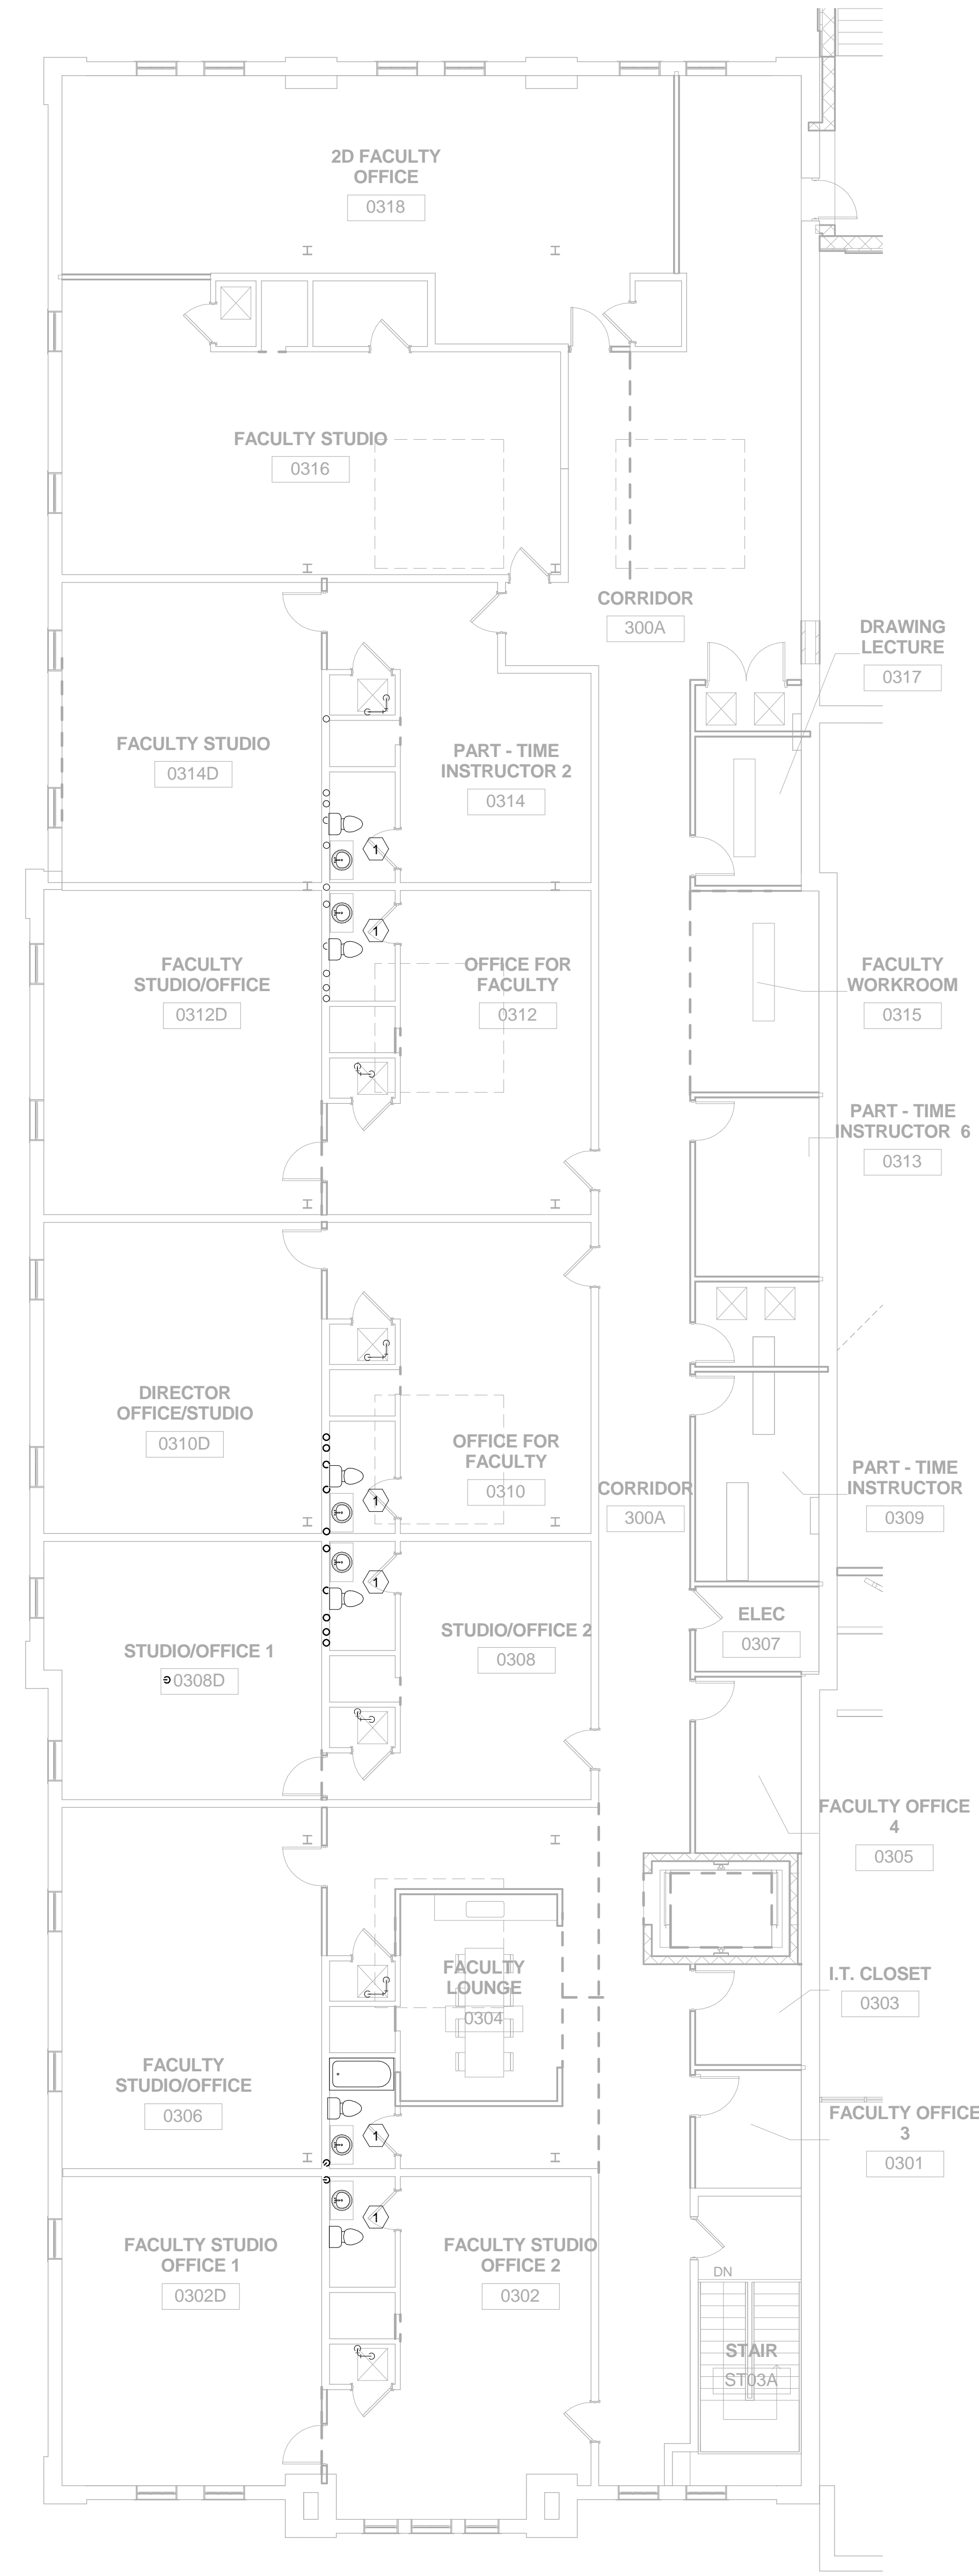 2D FACULTY
OFFICE
0318
FACULTY STUDIO
0316
CORRIDOR
300A
DRAWING
LECTURE
0317
FACULTY STUDIO
0314D
PART - TIME
INSTRUCTOR 2
0314
1
1
FACULTY
STUDIO/OFFICE
0312D
OFFICE FOR
FACULTY
0312
FACULTY
WORKROOM
0315
PART - TIME
INSTRUCTOR 6
0313
DIRECTOR
OFFICE/STUDIO
0310D
OFFICE FOR
FACULTY
0310
CORRIDOR
300A
PART - TIME
INSTRUCTOR
0309
1
1
STUDIO/OFFICE 1
0308D
STUDIO/OFFICE 2
0308
ELEC
0307
FACULTY OFFICE
4
0305
FACULTY
LOUNGE
0304
I.T. CLOSET
0303
FACULTY
STUDIO/OFFICE
0306
1
FACULTY OFFICE
3
0301
1
FACULTY STUDIO
OFFICE 1
0302D
FACULTY STUDIO
OFFICE 2
0302
DN
STAIR
ST03A